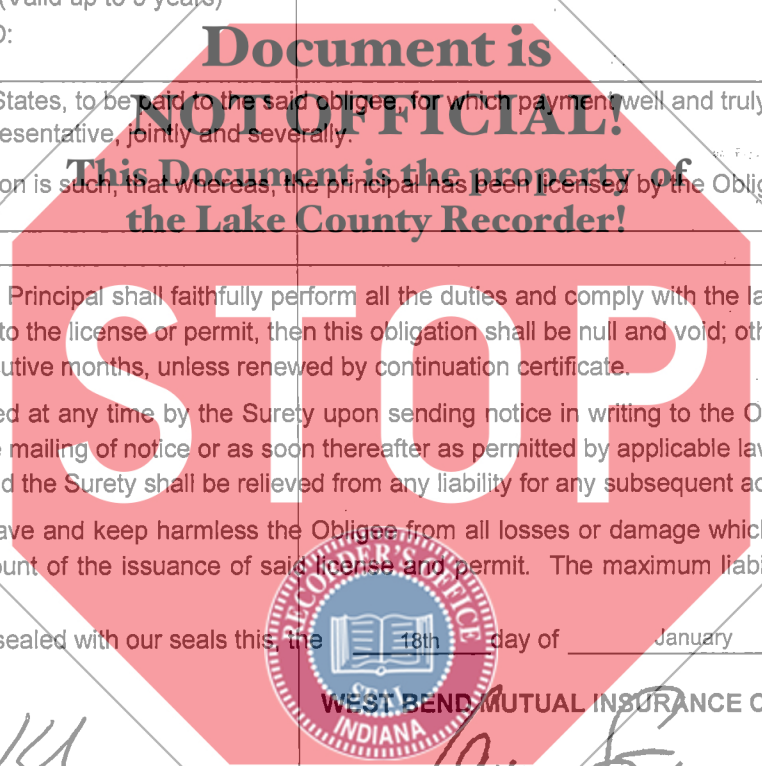 (Valid up to 5 years)
Document is
States, to be paid to the said obligee, for which payment well and truly
NOT OFFICIAL!
esentative, jointly and severally.
This Document is the property of
on is such, that whereas, the principal has been licensed by the Oblig
the Lake County Recorder!
Principal shall faithfully perform all the duties and comply with the la
to the license or permit, then this obligation shall be null and void; oth
utive months, unless renewed by continuation certificate.
STOP
ed at any time by the Surety upon sending notice in writing to the O
mailing of notice or as soon thereafter as permitted by applicable law
d the Surety shall be relieved from any liability for any subsequent ac
ave and keep harmless the Obligee from all losses or damage which
unt of the issuance of said license and permit. The maximum liabi
RECORDER'S OFFICE
sealed with our seals this, the 18th day of January
SEAL
WEST BEND MUTUAL INSURANCE C
INDIANA